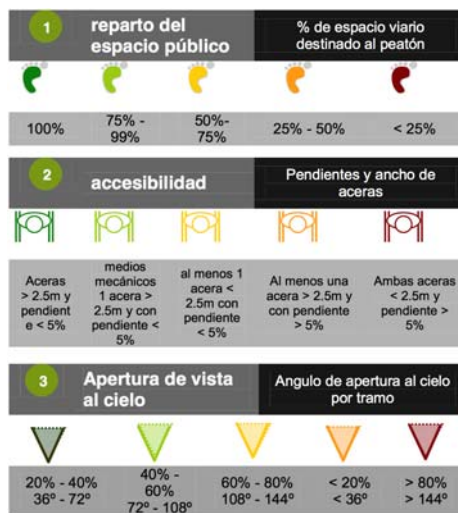 1
reparto del
espacio público
% de espacio viario
destinado al peatón
100%
75% -
99%
50%-
75%
25% - 50%
< 25%
2
accesibilidad
Pendientes y ancho de
aceras
Aceras
> 2.5m y
pendient
e < 5%
medios
mecánicos
1 acera >
2.5m y con
pendiente <
5%
al menos 1
acera <
2.5m con
pendiente
< 5%
Al menos una
acera > 2.5m y
con pendiente
> 5%
Ambas aceras
< 2.5m y
pendiente >
5%
3
Apertura de vista
al cielo
Angulo de apertura al cielo
por tramo
20% - 40%
36º - 72º
40% -
60%
72º - 108º
60% - 80%
108º - 144º
< 20%
< 36º
> 80%
> 144º